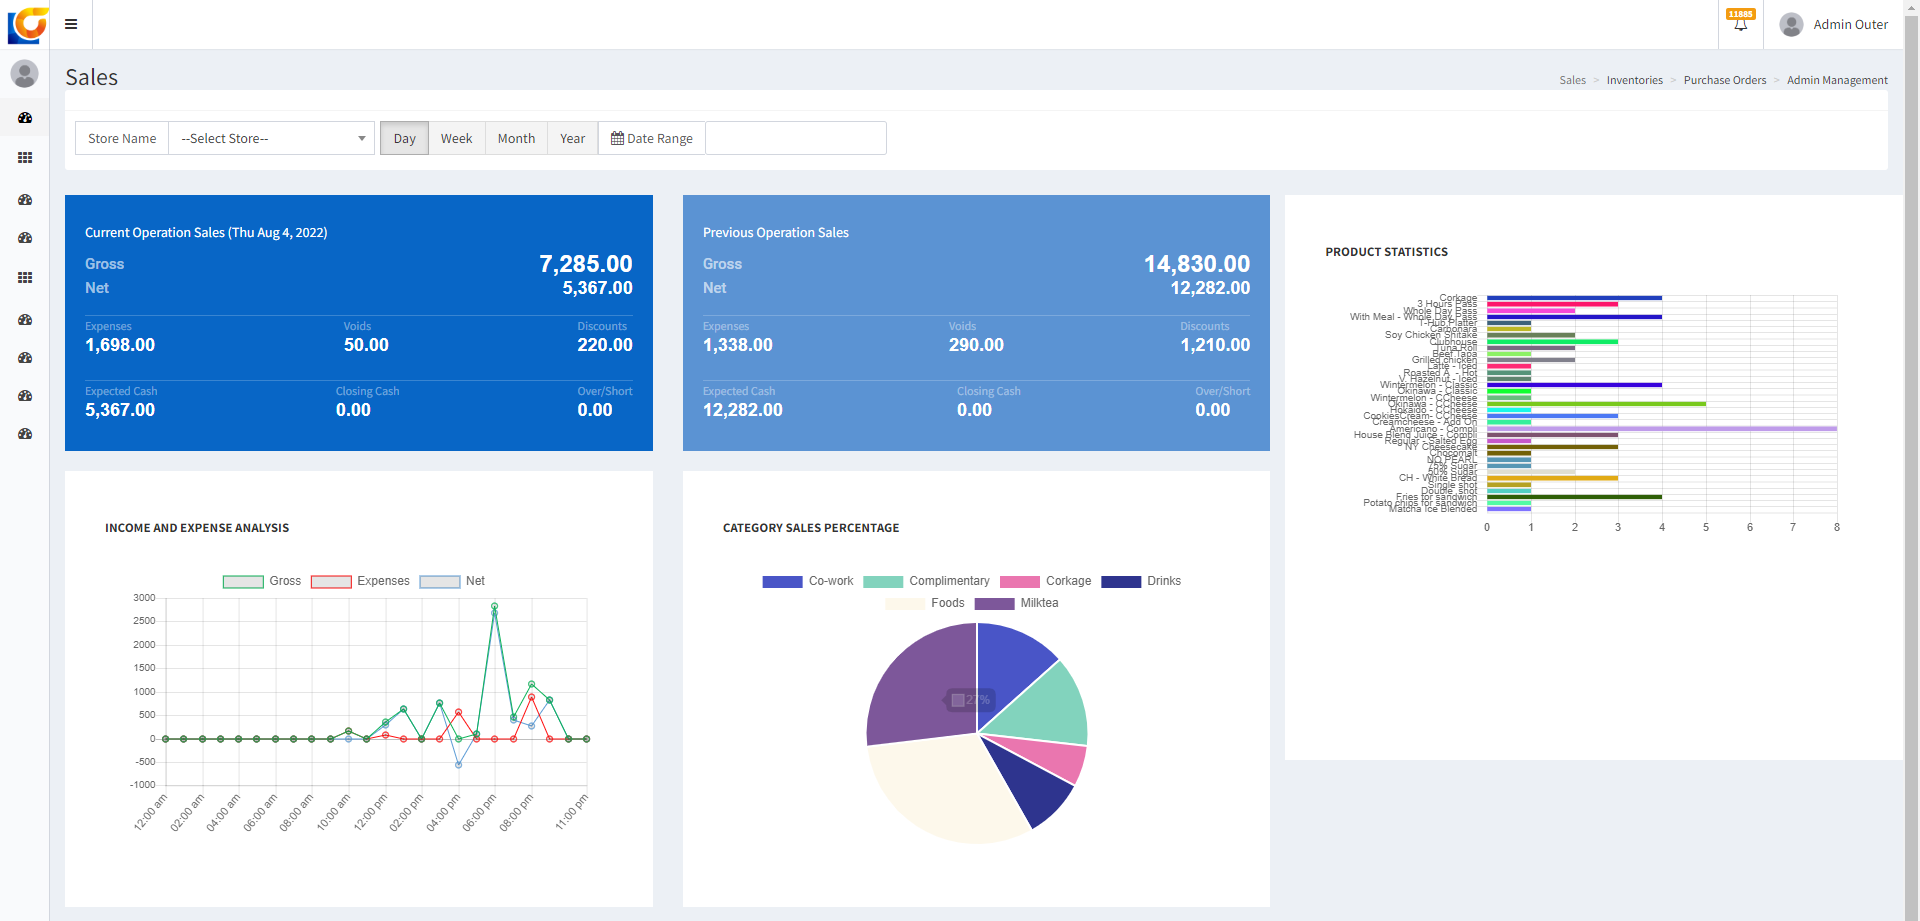 11885
Admin Outer
Sales
Sales > Inventories > Purchase Orders > Admin Management
Store Name --Select Store-- Day Week Month Year Date Range
Current Operation Sales (Thu Aug 4, 2022)
Gross 7,285.00
Net 5,367.00
Expenses Voids Discounts
1,698.00 50.00 220.00
Expected Cash Closing Cash Over/Short
5,367.00 0.00 0.00
Previous Operation Sales
Gross 14,830.00
Net 12,282.00
Expenses Voids Discounts
1,338.00 290.00 1,210.00
Expected Cash Closing Cash Over/Short
12,282.00 0.00 0.00
PRODUCT STATISTICS
Corkage
3 Hours Pass
Whole Day Pass
With Meal - Whole Day Pass
T-Hub Platter
Carbonara
Soy Chicken Shitake
Clubhouse
Tuna Roll
Beef Tapa
Grilled chicken
Latte - Iced
Roasted A. - Hot
V. Hazelnut - Iced
Wintermelon - Classic
Okinawa - Classic
Wintermelon - CCheese
Okinawa - CCheese
Hokaido - CCheese
CookiesCream- CCheese
Creamcheese - Add On
Americano - Compli
House Blend Juice - Compli
Regular - Salted Egg
NY Cheesecake
Chocomalt
NO PEARL
75% Sugar
50% Sugar
CH - White Bread
Single shot
Double shot
Fries for sandwich
Potato chips for sandwich
Matcha Ice Blended
0 1 2 3 4 5 6 7 8
INCOME AND EXPENSE ANALYSIS
Gross Expenses Net
3000
2500
2000
1500
1000
500
0
-500
-1000
12:00 am 02:00 am 04:00 am 06:00 am 08:00 am 10:00 am 12:00 pm 02:00 pm 04:00 pm 06:00 pm 08:00 pm 11:00 pm
CATEGORY SALES PERCENTAGE
Co-work Complimentary Corkage Drinks
Foods Milktea
27%